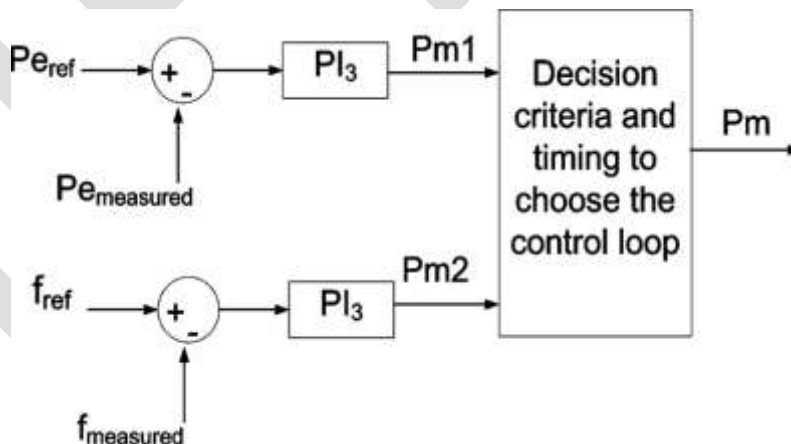 Pe_ref
+
-
PI₃
Pm1
Pe_measured
Decision
criteria and
timing to
choose the
control loop
Pm
f_ref
+
-
PI₃
Pm2
f_measured